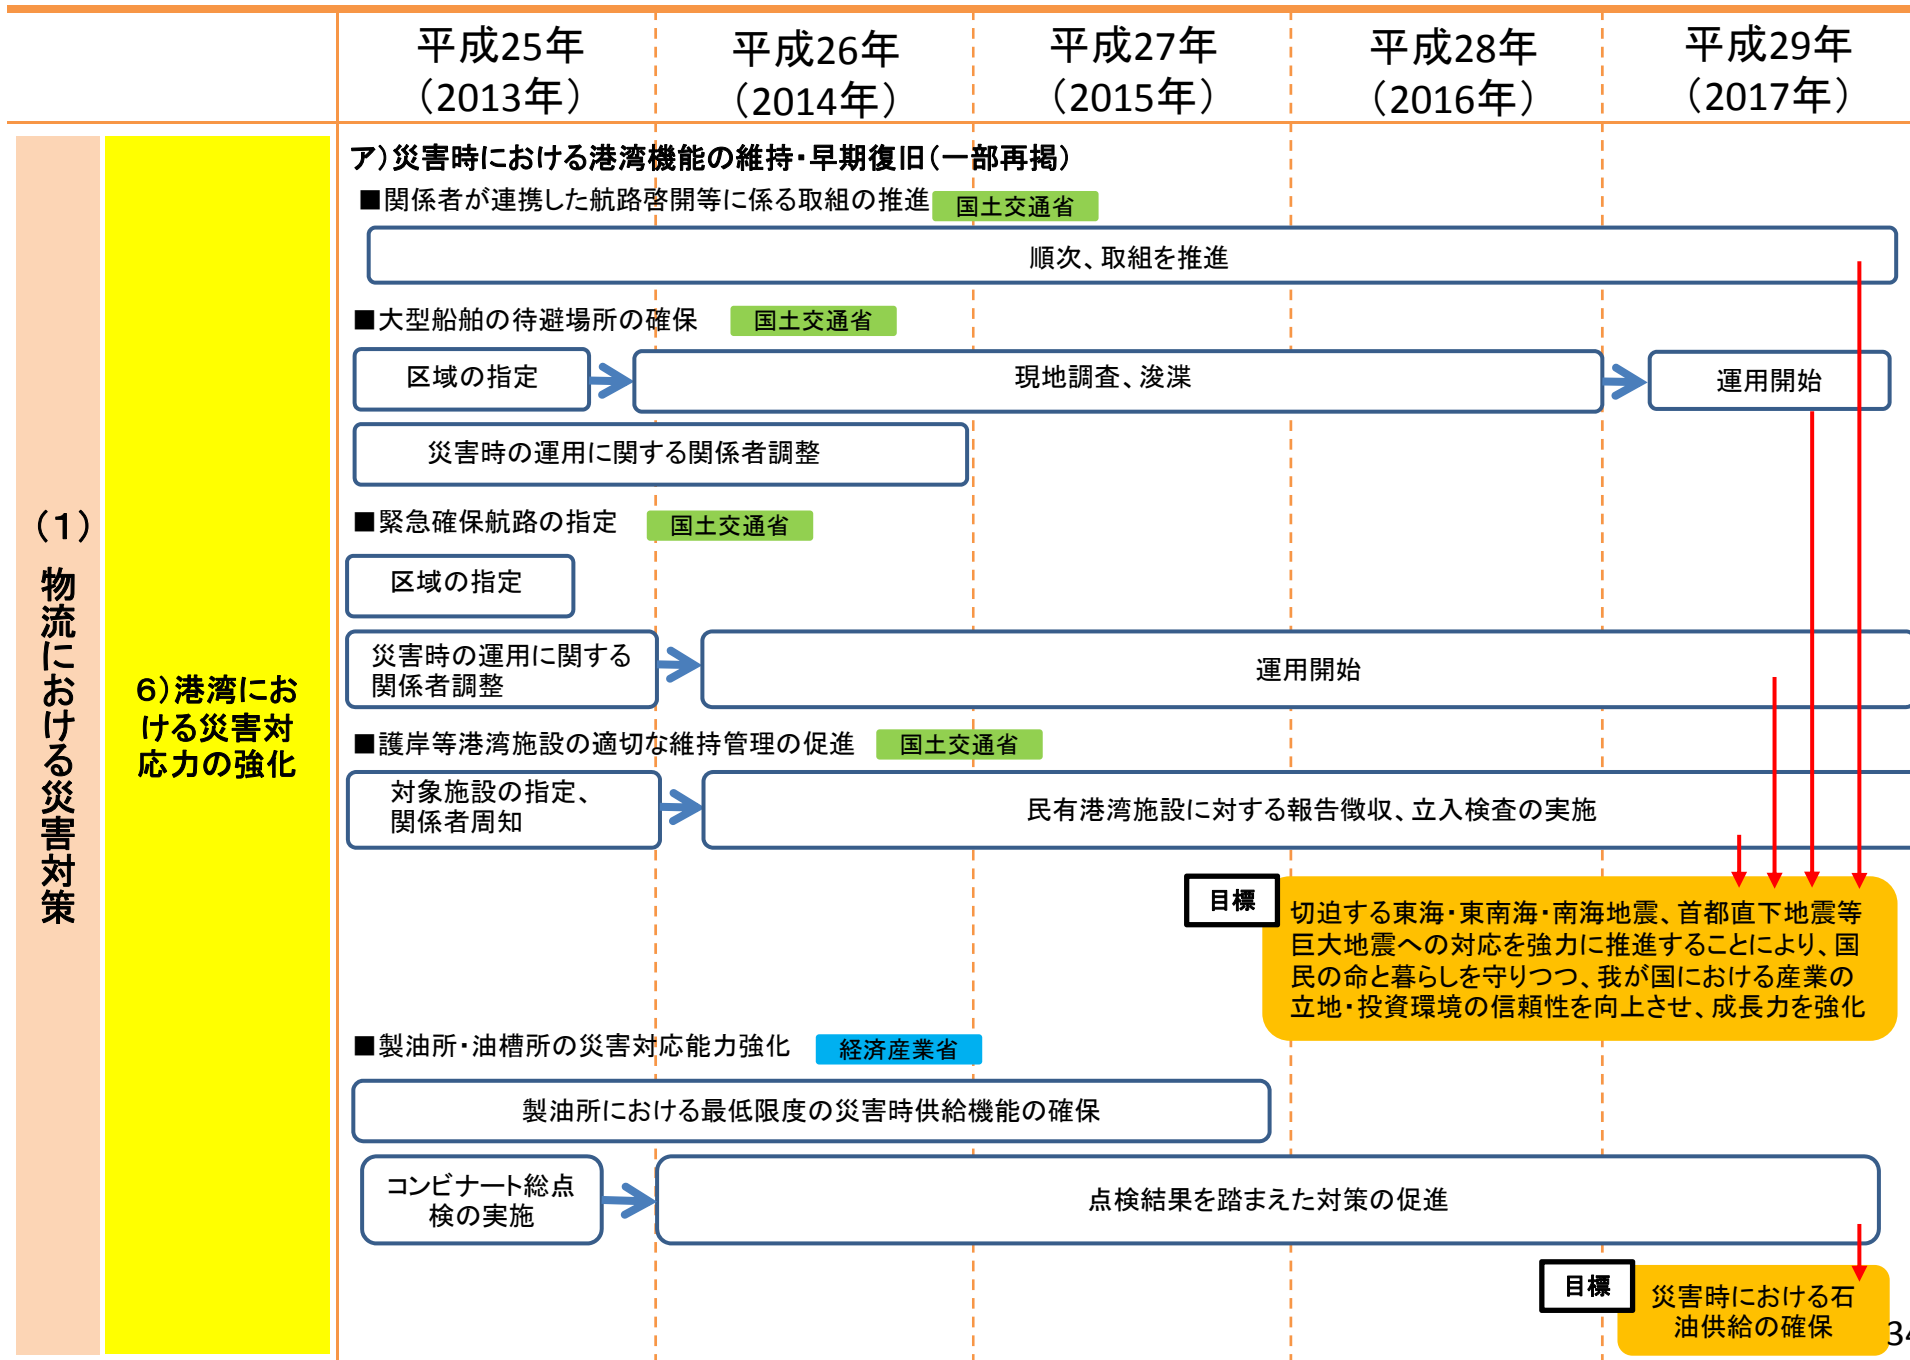 平成25年
（2013年）
平成26年
（2014年）
平成27年
（2015年）
平成28年
（2016年）
平成29年
（2017年）
（１）物流における災害対策
６）港湾にお
ける災害対
応力の強化
ア）災害時における港湾機能の維持・早期復旧（一部再掲）
■関係者が連携した航路啓開等に係る取組の推進
国土交通省
順次、取組を推進
■大型船舶の待避場所の確保
国土交通省
区域の指定
現地調査、浚渫
運用開始
災害時の運用に関する関係者調整
■緊急確保航路の指定
国土交通省
区域の指定
災害時の運用に関する
関係者調整
運用開始
■護岸等港湾施設の適切な維持管理の促進
国土交通省
対象施設の指定、
関係者周知
民有港湾施設に対する報告徴収、立入検査の実施
目標
切迫する東海・東南海・南海地震、首都直下地震等
巨大地震への対応を強力に推進することにより、国
民の命と暮らしを守りつつ、我が国における産業の
立地・投資環境の信頼性を向上させ、成長力を強化
■製油所・油槽所の災害対応能力強化
経済産業省
製油所における最低限度の災害時供給機能の確保
コンビナート総点
検の実施
点検結果を踏まえた対策の促進
目標
災害時における石
油供給の確保
34